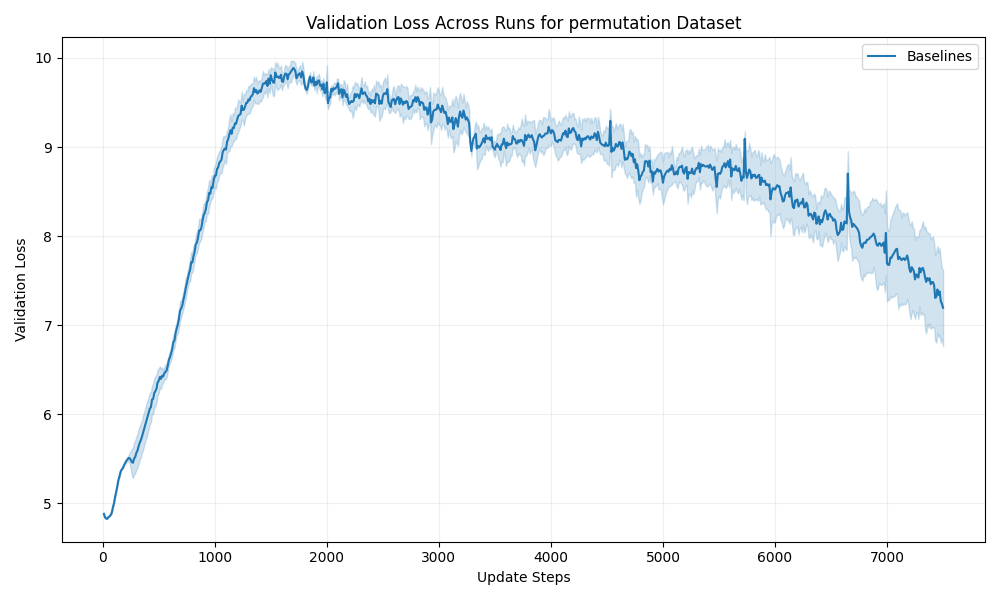 Validation Loss Across Runs for permutation Dataset
Baselines
Validation Loss
10
9
8
7
6
5
0 1000 2000 3000 4000 5000 6000 7000
Update Steps